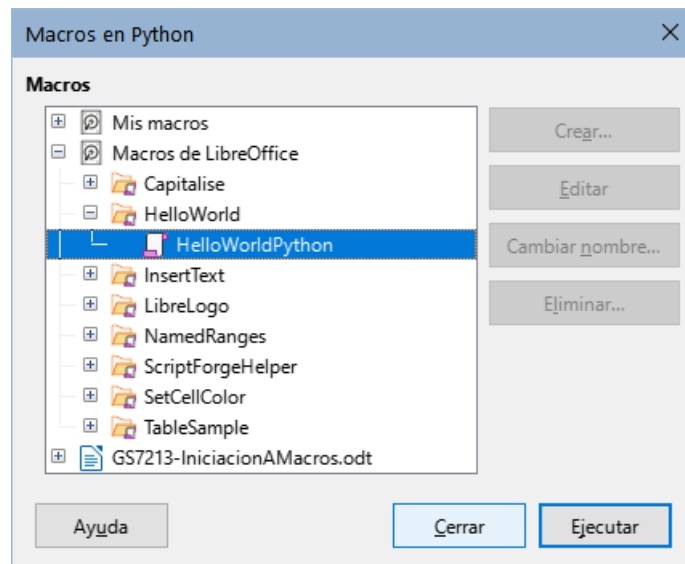 Macros en Python
Macros
Mis macros
Macros de LibreOffice
Capitalise
HelloWorld
HelloWorldPython
InsertText
LibreLogo
NamedRanges
ScriptForgeHelper
SetCellColor
TableSample
GS7213-IniciacionAMacros.odt
Crear...
Editar
Cambiar nombre...
Eliminar...
Ayuda
Cerrar
Ejecutar